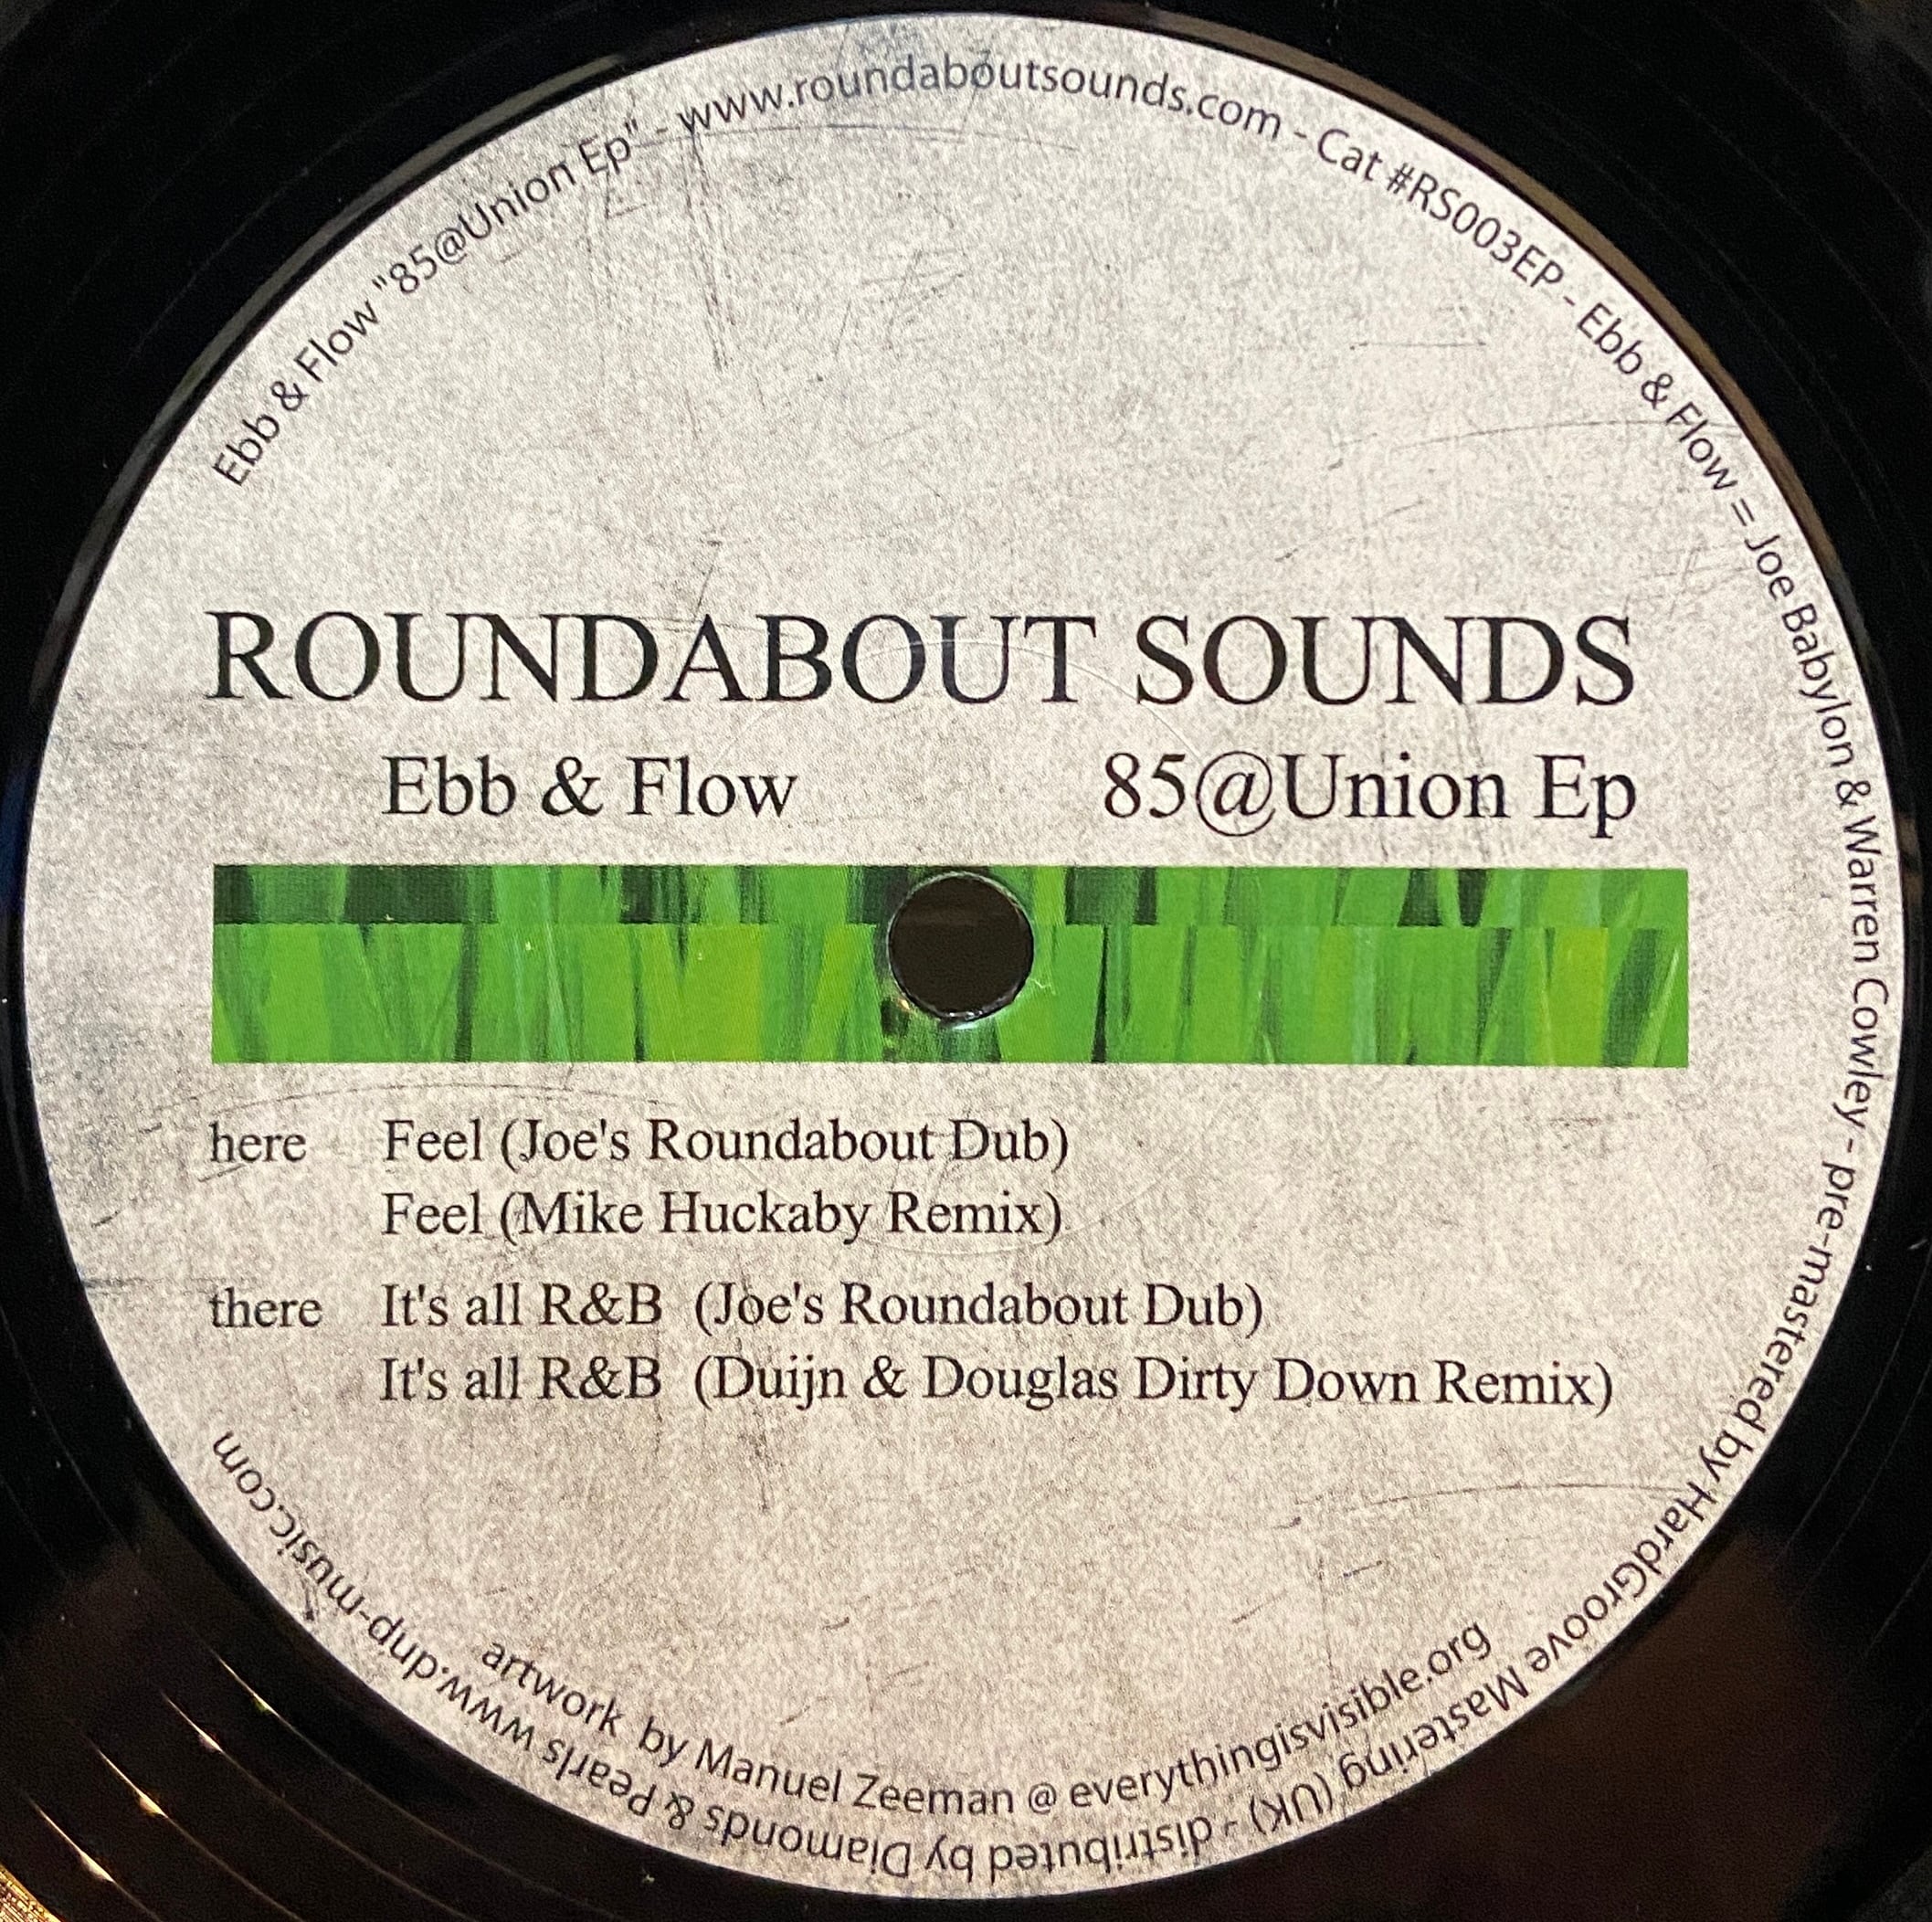 Ebb & Flow "85@Union Ep" - www.roundaboutsounds.com - Cat #RS003EP - Ebb & Flow = Joe Babylon & Warren Cowley - pre-mastered by HardGroove Mastering (UK) - distributed by Diamonds & Pearls www.dnp-music.com
ROUNDABOUT SOUNDS
Ebb & Flow 85@Union Ep
here Feel (Joe's Roundabout Dub)
Feel (Mike Huckaby Remix)
there It's all R&B (Joe's Roundabout Dub)
It's all R&B (Duijn & Douglas Dirty Down Remix)
artwork by Manuel Zeeman @ everythingisvisible.org